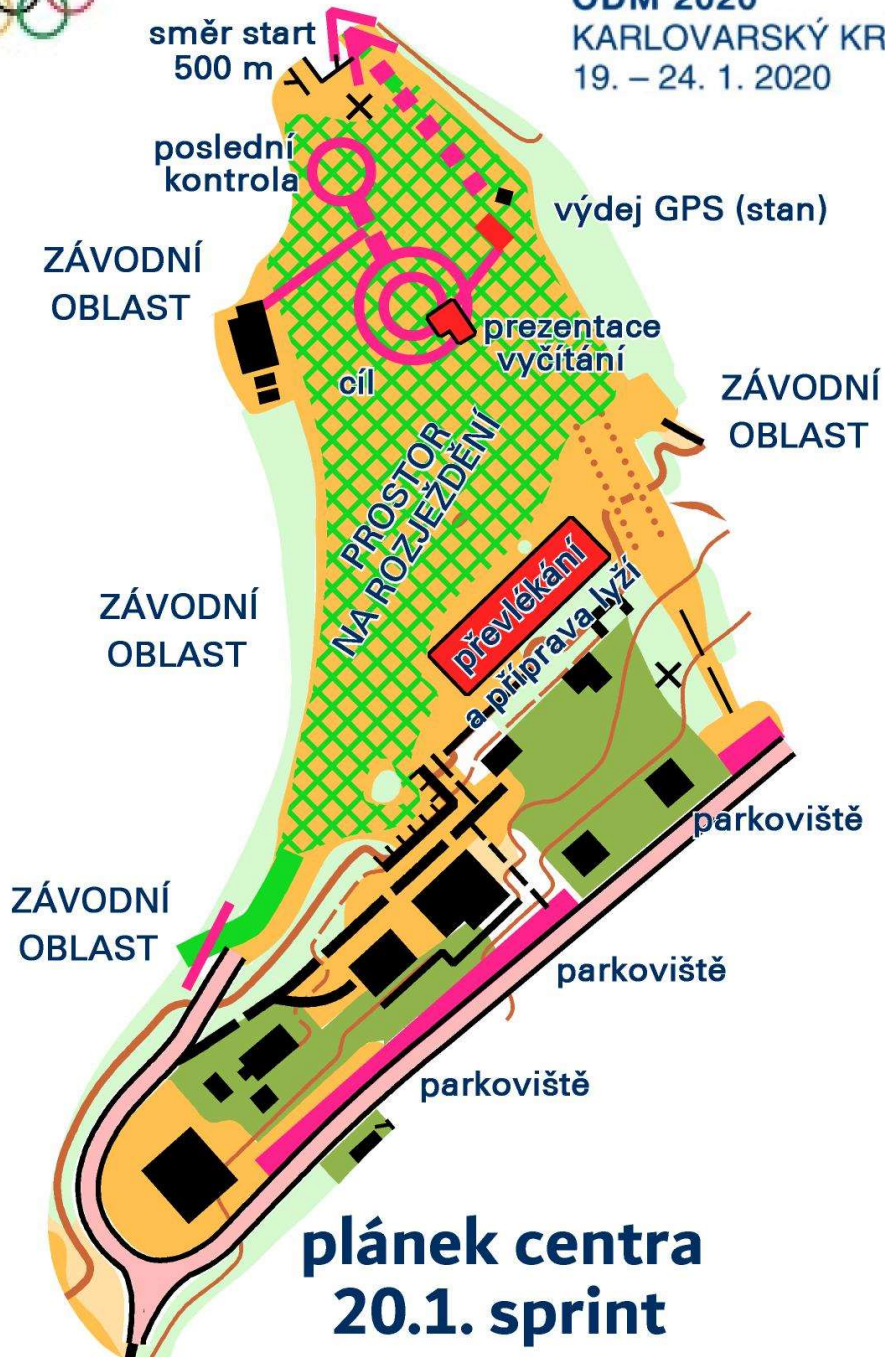 ODM 2020
KARLOVARSKÝ KR
19. – 24. 1. 2020
směr start
500 m
poslední
kontrola
výdej GPS (stan)
ZÁVODNÍ
OBLAST
prezentace
vyčítání
cíl
ZÁVODNÍ
OBLAST
PROSTOR
NA ROZJEŽDĚNÍ
převlékání
a příprava lyží
ZÁVODNÍ
OBLAST
parkoviště
ZÁVODNÍ
OBLAST
parkoviště
parkoviště
plánek centra
20.1. sprint